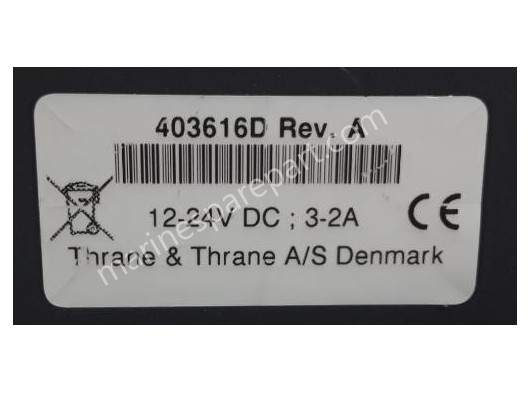 403616D Rev. A
12-24V DC ; 3-2A
CE
Thrane & Thrane A/S Denmark
marinesparepart.com